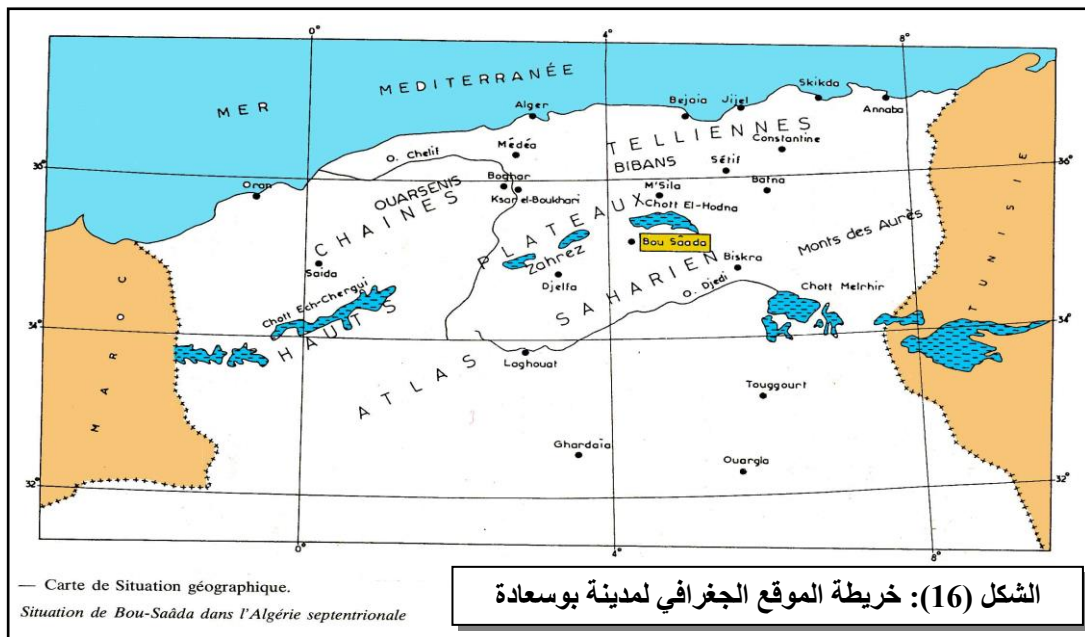 0° 4° 8°
MER MEDITERRANÉE
Skikda
Alger Bejaia Jijel Annaba
TELLIENNES
Constantine
Médéa
O. Chelif BIBANS Sétif
36° 36°
Oran Boghar M'Sila Batna
OUARSENIS Ksar el-Boukhari
Chott El-Hodna
CHAINES
HAUTS PLATEAUX
Bou Sâada
Zahrez
Saida Djelfa Biskra
Monts des Aurès
O. Djedi
Chott Ech-Chergui Chott Melrhir
34° 34°
ATLAS SAHARIEN
Laghouat
MAROC
TUNISIE
Touggourt
Ghardaïa Ouargla
32° 32°
0° 4° 8°
— Carte de Situation géographique.
Situation de Bou-Saâda dans l'Algérie septentrionale
الشكل (16): خريطة الموقع الجغرافي لمدينة بوسعادة